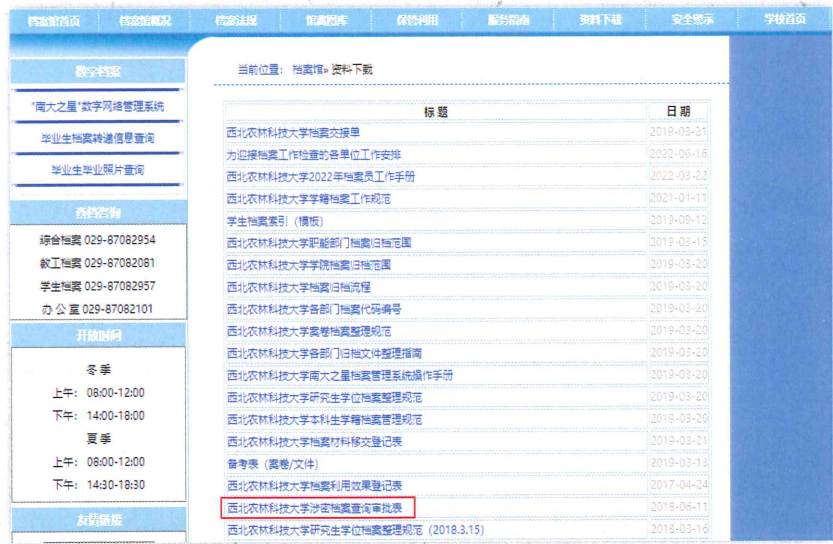 档案馆首页 档案馆概况 档案法规 馆藏图库 保管利用 服务指南 资料下载 安全警示 学校首页
数字档案
"南大之星"数字网络管理系统
毕业生档案转递信息查询
毕业生毕业照片查询
查档咨询
综合档案 029-87082954
教工档案 029-87082081
学生档案 029-87082957
办 公 室 029-87082101
开放时间
冬季
上午： 08:00-12:00
下午： 14:00-18:00
夏季
上午： 08:00-12:00
下午： 14:30-18:30
友情链接
当前位置： 档案馆» 资料下载
标 题 日 期
西北农林科技大学档案交接单 2019-03-21
为迎接档案工作检查的各单位工作安排 2022-06-16
西北农林科技大学2022年档案员工作手册 2022-03-22
西北农林科技大学学籍档案工作规范 2021-01-11
学生档案索引（模板） 2019-09-12
西北农林科技大学职能部门档案归档范围 2019-03-15
西北农林科技大学学院档案归档范围 2019-03-20
西北农林科技大学档案归档流程 2019-03-20
西北农林科技大学各部门档案代码编号 2019-03-20
西北农林科技大学案卷档案整理规范 2019-03-20
西北农林科技大学各部门归档文件整理指南 2019-03-20
西北农林科技大学南大之星档案管理系统操作手册 2019-03-20
西北农林科技大学研究生学位档案整理规范 2019-03-20
西北农林科技大学本科生学籍档案管理规范 2019-03-20
西北农林科技大学档案材料移交登记表 2019-03-21
备考表（案卷/文件） 2019-03-13
西北农林科技大学档案利用效果登记表 2017-04-24
西北农林科技大学涉密档案查询审批表 2018-06-11
西北农林科技大学研究生学位档案整理规范（2018.3.15） 2018-03-16